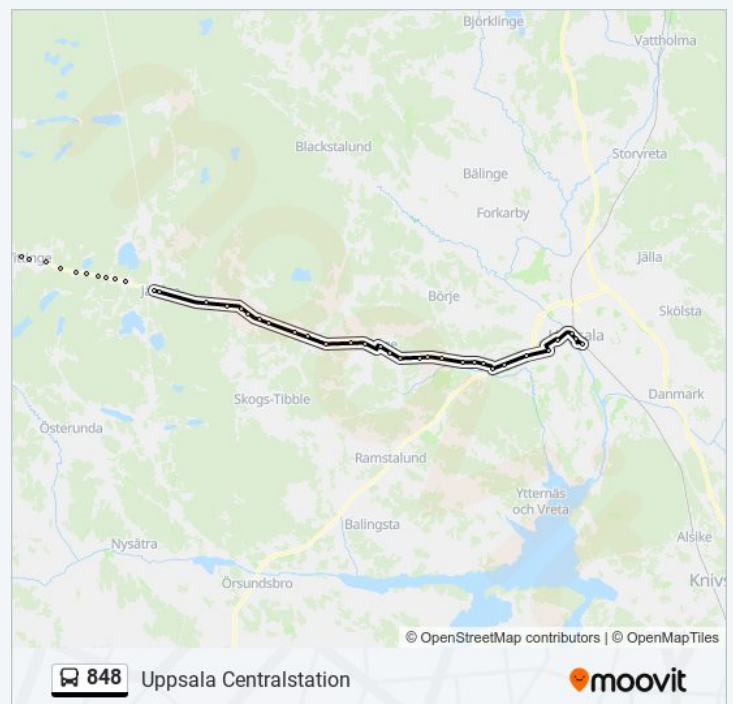 Björklinge
Vattholma
Blackstalund
Storvreta
Bälinge
Forkarby
Jälla
Börje
Skölsta
Danmark
Skogs-Tibble
Österunda
Ramstalund
Ytternäs
och Vreta
Balingsta
Alsike
Nysätra
Örsundsbro
Knivs
© OpenStreetMap contributors | © OpenMapTiles
848 Uppsala Centralstation moovit